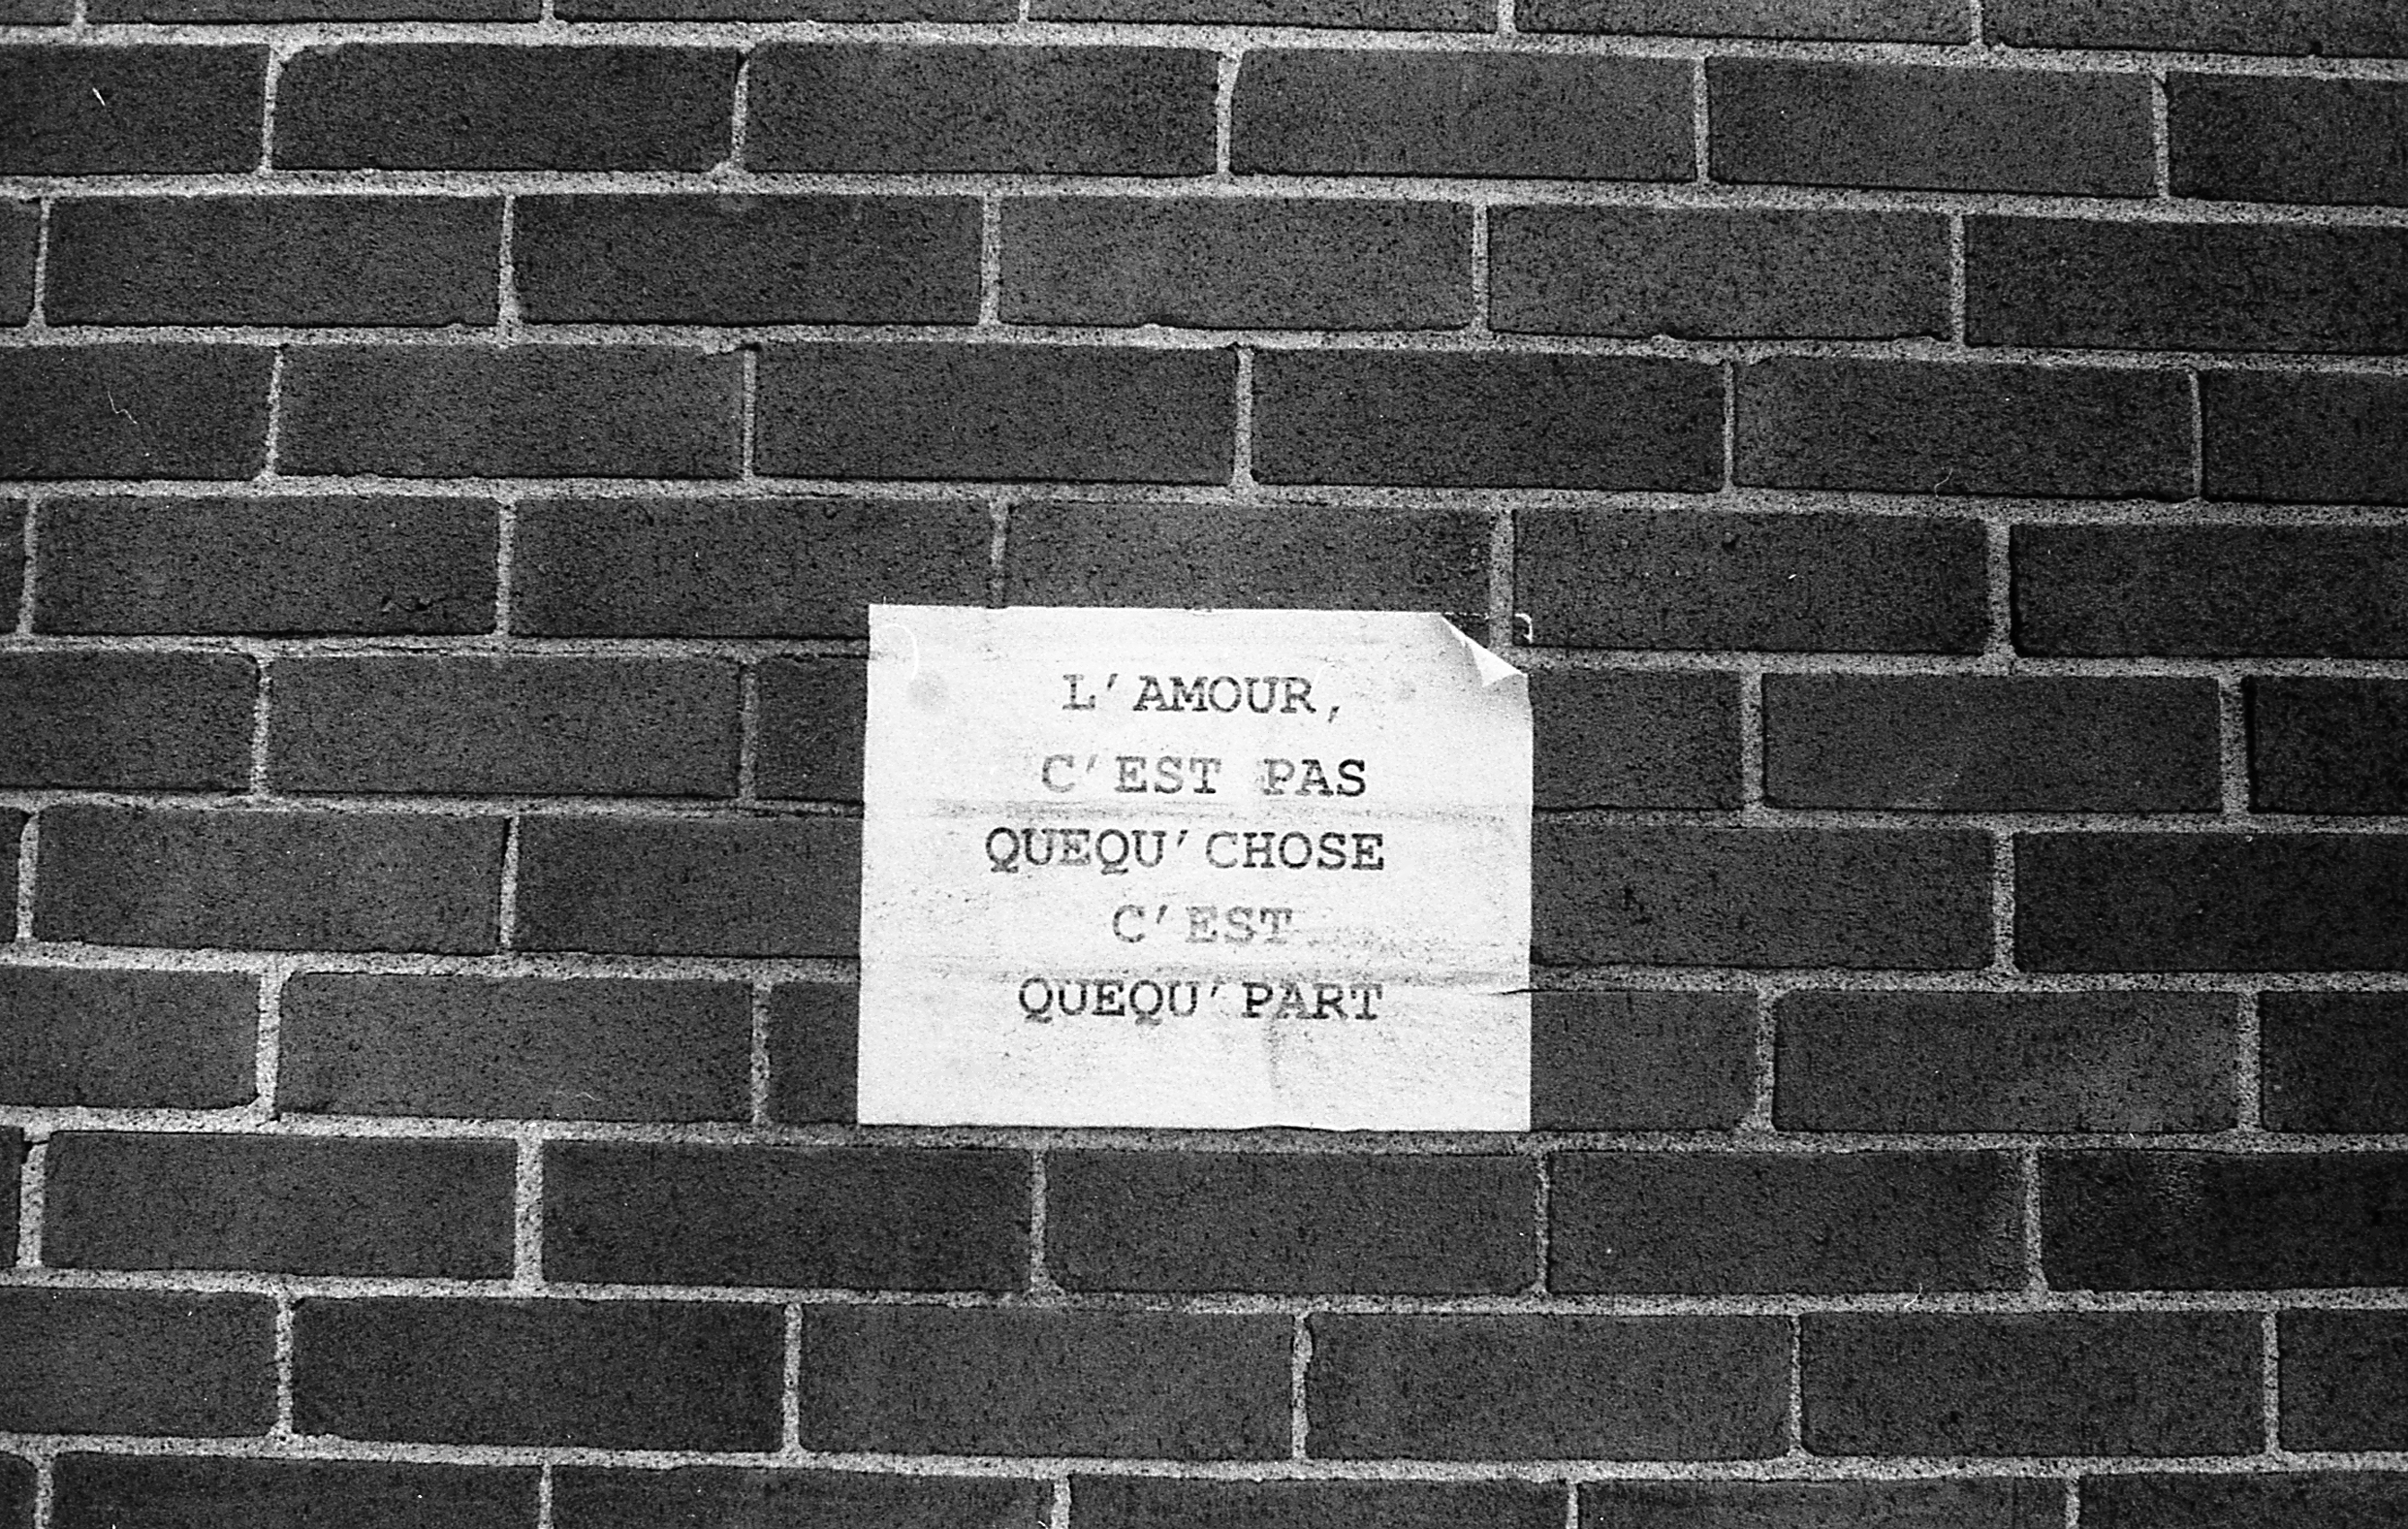 L'AMOUR,
C'EST PAS
QUEQU'CHOSE
C'EST
QUEQU'PART